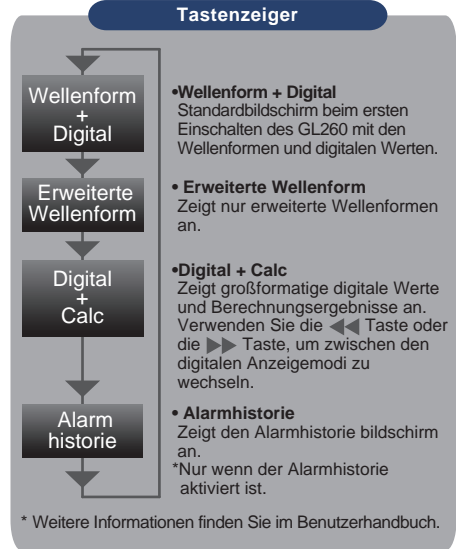 Tastenzeiger
Wellenform
+
Digital
•Wellenform + Digital
Standardbildschirm beim ersten
Einschalten des GL260 mit den
Wellenformen und digitalen Werten.
Erweiterte
Wellenform
• Erweiterte Wellenform
Zeigt nur erweiterte Wellenformen
an.
Digital
+
Calc
•Digital + Calc
Zeigt großformatige digitale Werte
und Berechnungsergebnisse an.
Verwenden Sie die ◀◀ Taste oder
die ▶▶ Taste, um zwischen den
digitalen Anzeigemodi zu
wechseln.
Alarm
historie
• Alarmhistorie
Zeigt den Alarmhistorie bildschirm
an.
*Nur wenn der Alarmhistorie
aktiviert ist.
* Weitere Informationen finden Sie im Benutzerhandbuch.